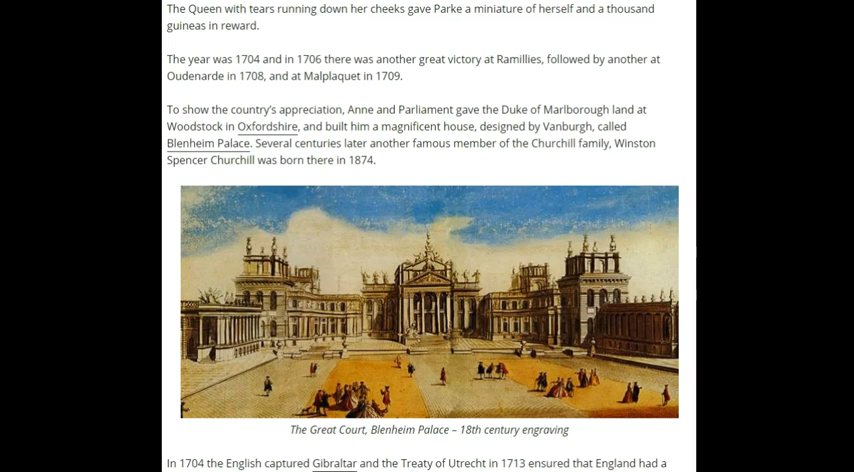 The Queen with tears running down her cheeks gave Parke a miniature of herself and a thousand
guineas in reward.
The year was 1704 and in 1706 there was another great victory at Ramillies, followed by another at
Oudenarde in 1708, and at Malplaquet in 1709.
To show the country's appreciation, Anne and Parliament gave the Duke of Marlborough land at
Woodstock in Oxfordshire, and built him a magnificent house, designed by Vanburgh, called
Blenheim Palace. Several centuries later another famous member of the Churchill family, Winston
Spencer Churchill was born there in 1874.
The Great Court, Blenheim Palace – 18th century engraving
In 1704 the English captured Gibraltar and the Treaty of Utrecht in 1713 ensured that England had a